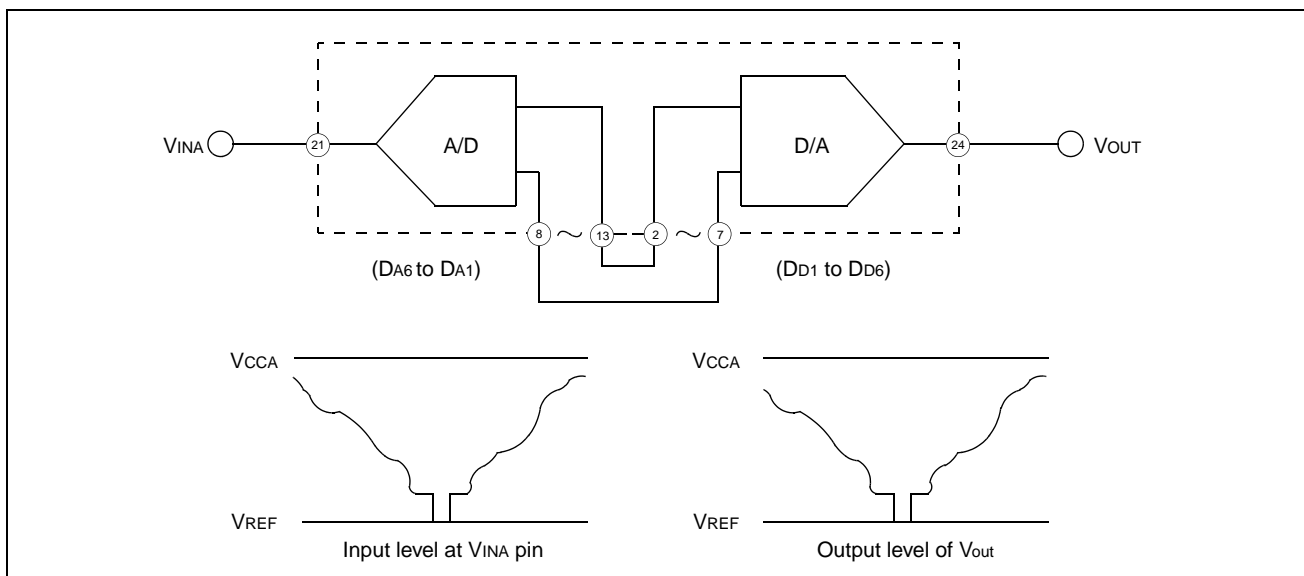 VINA
21
A/D
D/A
24
VOUT
8 ~ 13 2 ~ 7
(DA6 to DA1)
(DD1 to DD6)
VCCA
VREF
Input level at VINA pin
VCCA
VREF
Output level of Vout